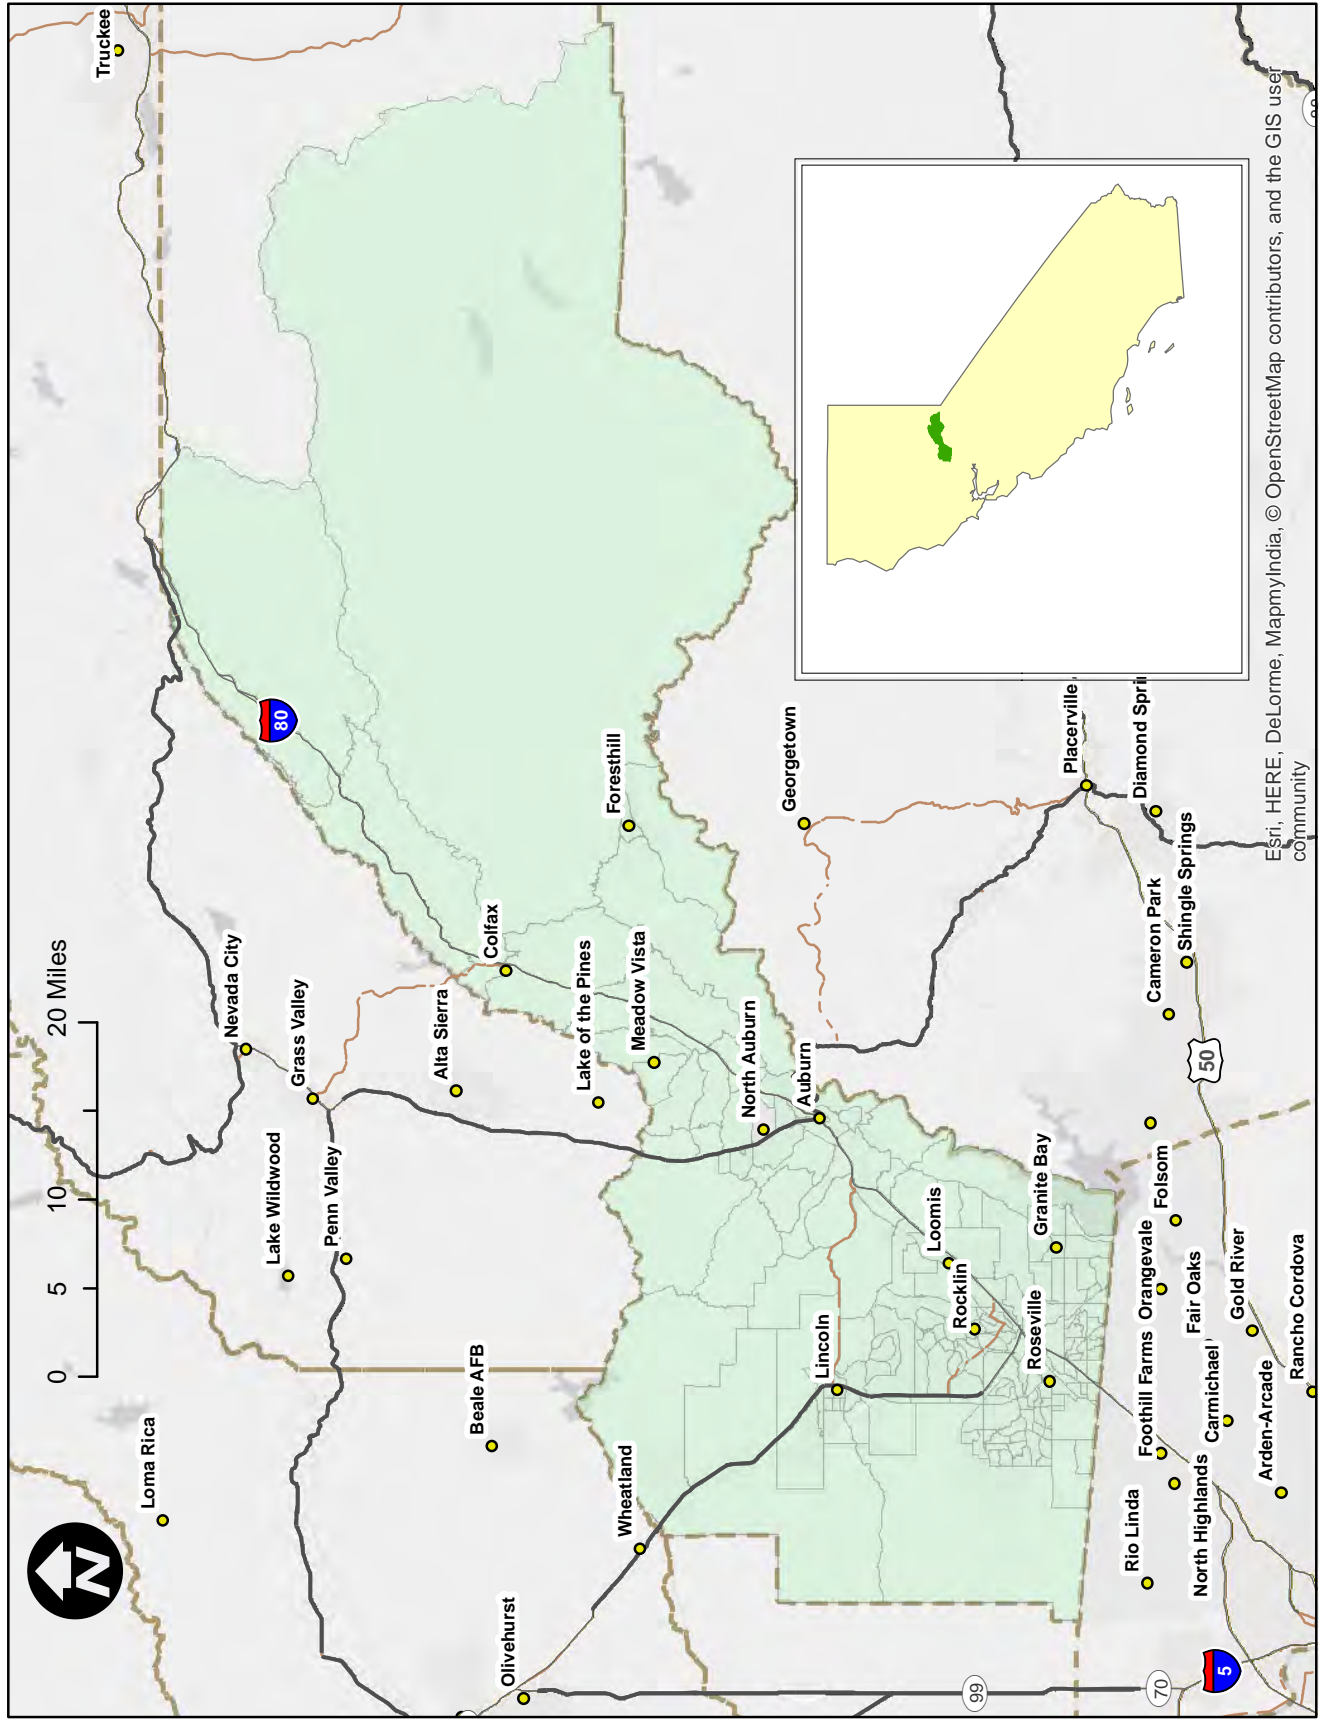 Truckee
80
Foresthill
Georgetown
Placerville
Diamond Spri
Nevada City
Grass Valley
Colfax
Alta Sierra
Lake of the Pines
Meadow Vista
North Auburn
Auburn
Cameron Park
Shingle Springs
50
0 5 10 20 Miles
Lake Wildwood
Penn Valley
Loomis
Granite Bay
Rocklin
Roseville
Lincoln
Folsom
Orangevale
Fair Oaks
Gold River
Rancho Cordova
Beale AFB
Loma Rica
Wheatland
Foothill Farms
Carmichael
Arden-Arcade
Rio Linda
North Highlands
N
Olivehurst
99
70
5
Esri, HERE, DeLorme, MapmyIndia, © OpenStreetMap contributors, and the GIS user
community